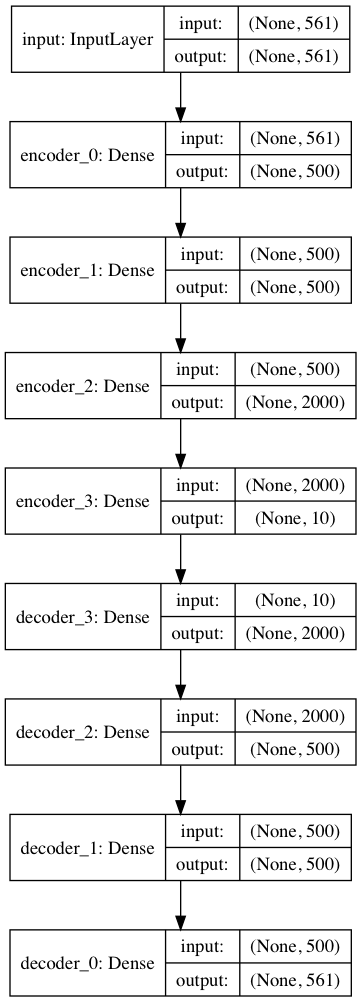 input: InputLayer
input: (None, 561)
output: (None, 561)
encoder_0: Dense
input: (None, 561)
output: (None, 500)
encoder_1: Dense
input: (None, 500)
output: (None, 500)
encoder_2: Dense
input: (None, 500)
output: (None, 2000)
encoder_3: Dense
input: (None, 2000)
output: (None, 10)
decoder_3: Dense
input: (None, 10)
output: (None, 2000)
decoder_2: Dense
input: (None, 2000)
output: (None, 500)
decoder_1: Dense
input: (None, 500)
output: (None, 500)
decoder_0: Dense
input: (None, 500)
output: (None, 561)